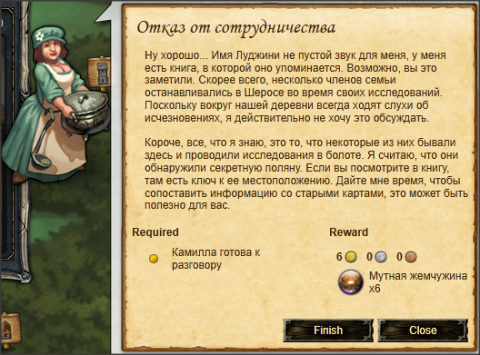 Отказ от сотрудничества
Ну хорошо... Имя Луджини не пустой звук для меня, у меня
есть книга, в которой оно упоминается. Возможно, вы это
заметили. Скорее всего, несколько членов семьи
останавливались в Шеросе во время своих исследований.
Поскольку вокруг нашей деревни всегда ходят слухи об
исчезновениях, я действительно не хочу это обсуждать.
Короче, все, что я знаю, это то, что некоторые из них бывали
здесь и проводили исследования в болоте. Я считаю, что они
обнаружили секретную поляну. Если вы посмотрите в книгу,
там есть ключ к ее местоположению. Дайте мне время, чтобы
сопоставить информацию со старыми картами, это может быть
полезно для вас.
Required
Камилла готова к
разговору
Reward
6 0 0
Мутная жемчужина
x6
Finish Close